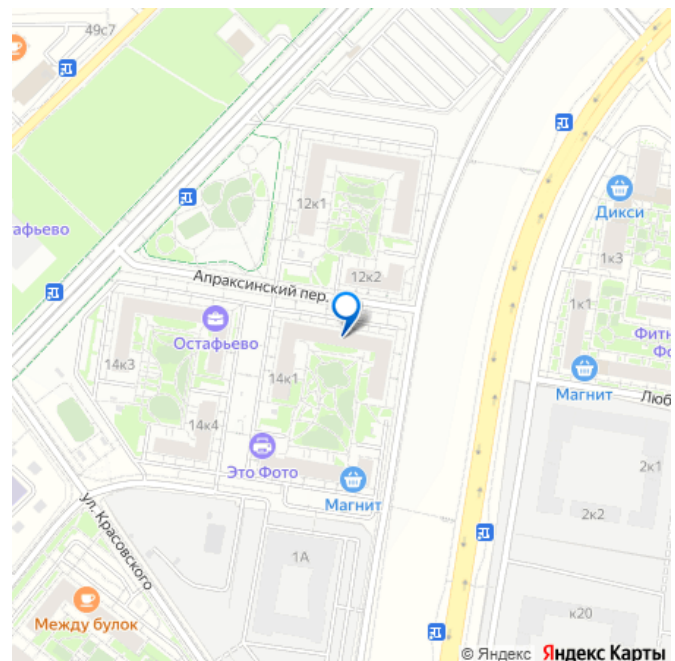 49с7
12к1
Дикси
1к3
стафьево
12к2
Апраксинский пер.
1к1
Остафьево
Фитн
Фо
14к3
14к1
Магнит
Люб
14к4
Это Фото
2к1
Магнит
2к2
ул. Красовского
1А
к20
Между булок
© Яндекс Яндекс Карты